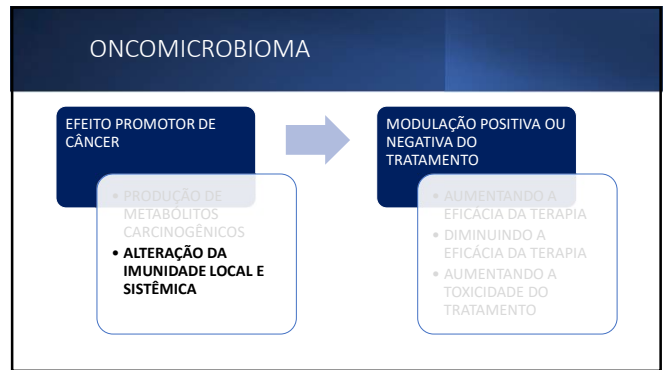 ONCOMICROBIOMA
EFEITO PROMOTOR DE
CÂNCER
• PRODUÇÃO DE
METABÓLITOS
CARCINOGÊNICOS
• ALTERAÇÃO DA
IMUNIDADE LOCAL E
SISTÊMICA
MODULAÇÃO POSITIVA OU
NEGATIVA DO
TRATAMENTO
• AUMENTANDO A
EFICÁCIA DA TERAPIA
• DIMINUINDO A
EFICÁCIA DA TERAPIA
• AUMENTANDO A
TOXICIDADE DO
TRATAMENTO